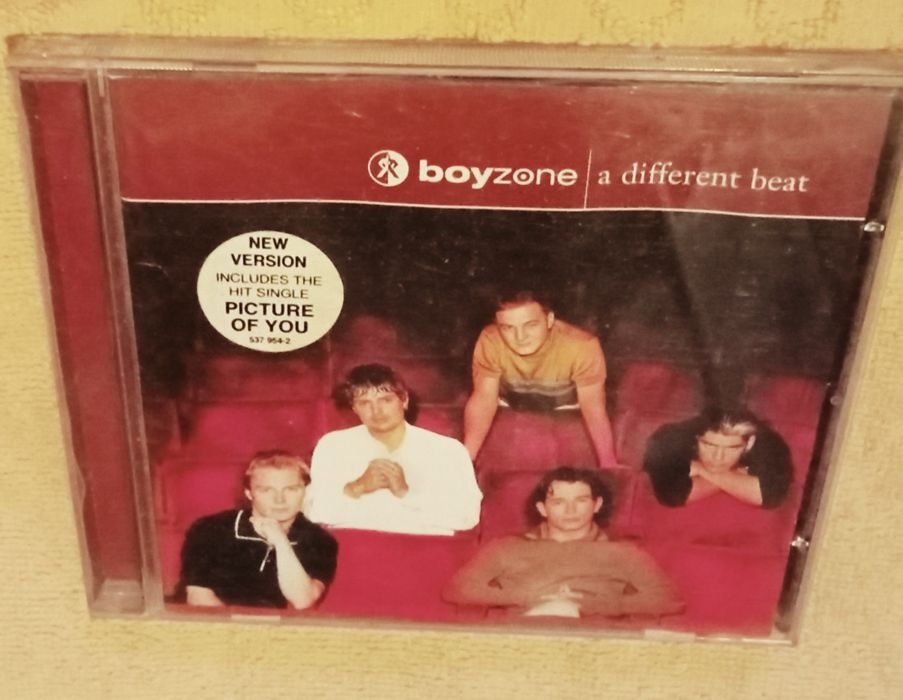 boyzone a different beat
NEW
VERSION
INCLUDES THE
HIT SINGLE
PICTURE
OF YOU
537 954-2